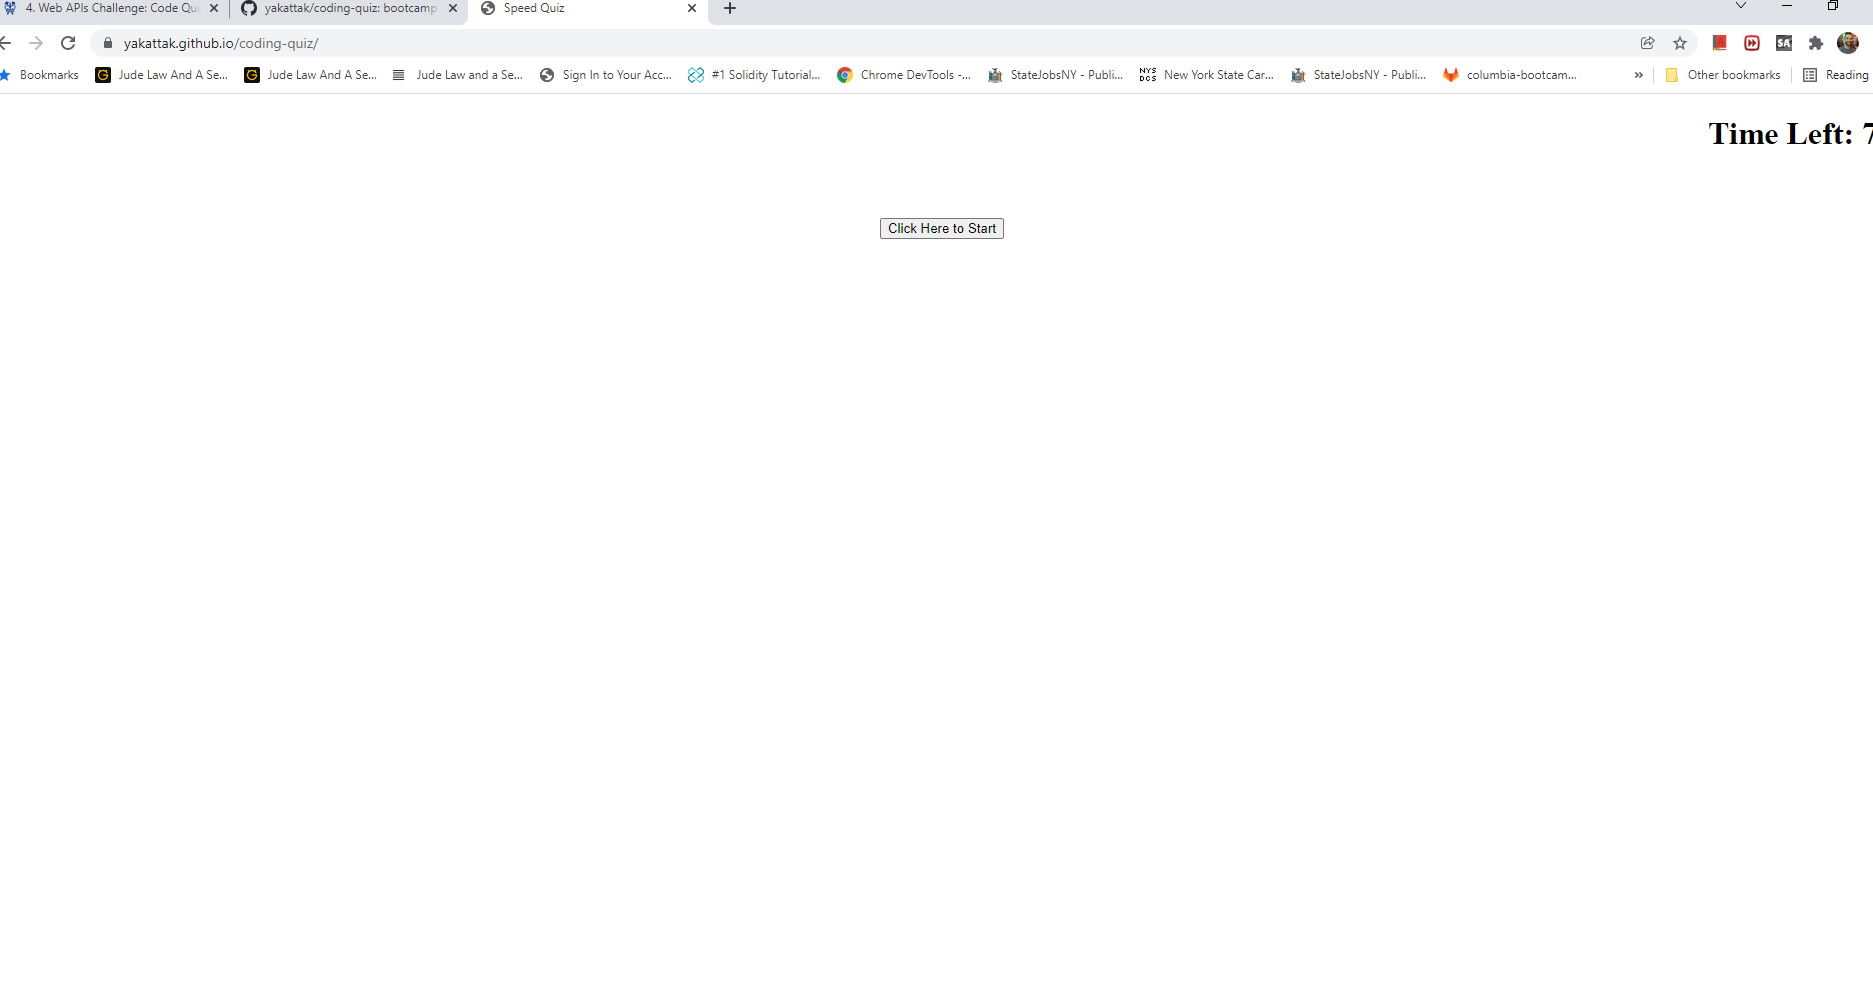 4. Web APIs Challenge: Code Qui
yakattak/coding-quiz: bootcamp
Speed Quiz
yakattak.github.io/coding-quiz/
SA
Bookmarks
Jude Law And A Se...
Jude Law And A Se...
Jude Law and a Se...
Sign In to Your Acc...
#1 Solidity Tutorial...
Chrome DevTools -...
StateJobsNY - Publi...
NYS
DCS
New York State Car...
StateJobsNY - Publi...
columbia-bootcam...
»
Other bookmarks
Reading
Time Left: 7
Click Here to Start